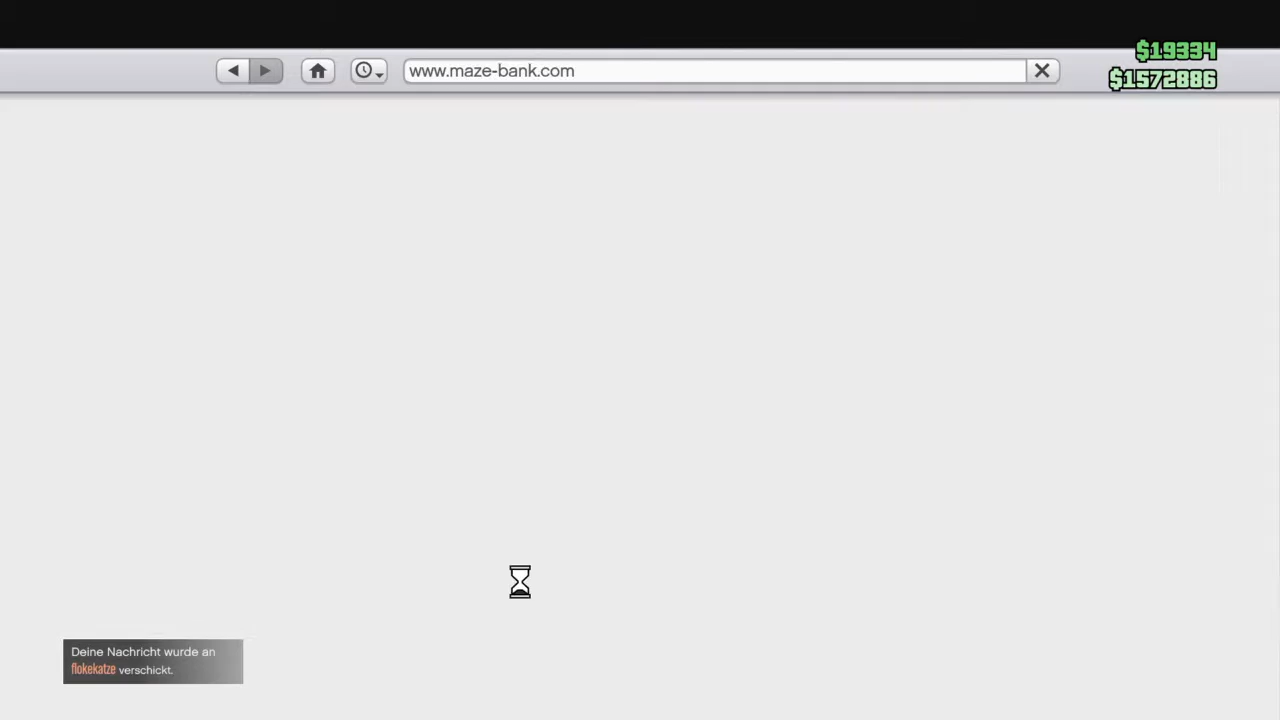 www.maze-bank.com
$19334
$1572886
Deine Nachricht wurde an
flokekatze verschickt.